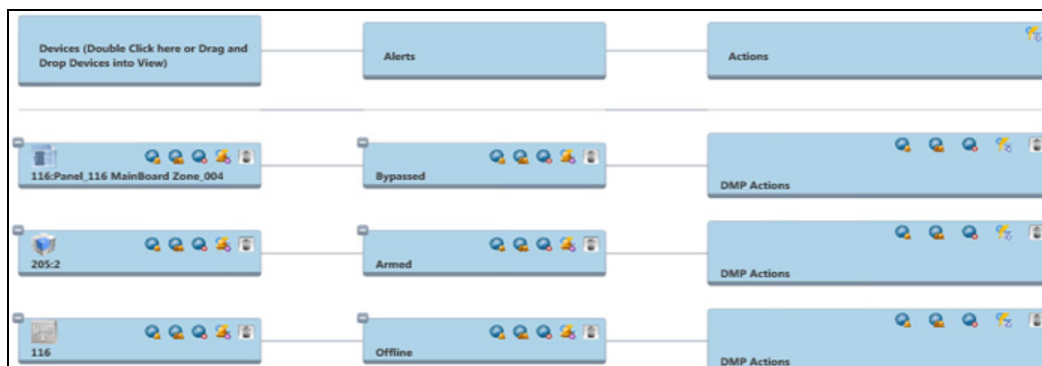 Devices (Double Click here or Drag and
Drop Devices into View)
Alerts
Actions
116:Panel_116 MainBoard Zone_004
Bypassed
DMP Actions
205:2
Armed
DMP Actions
116
Offline
DMP Actions